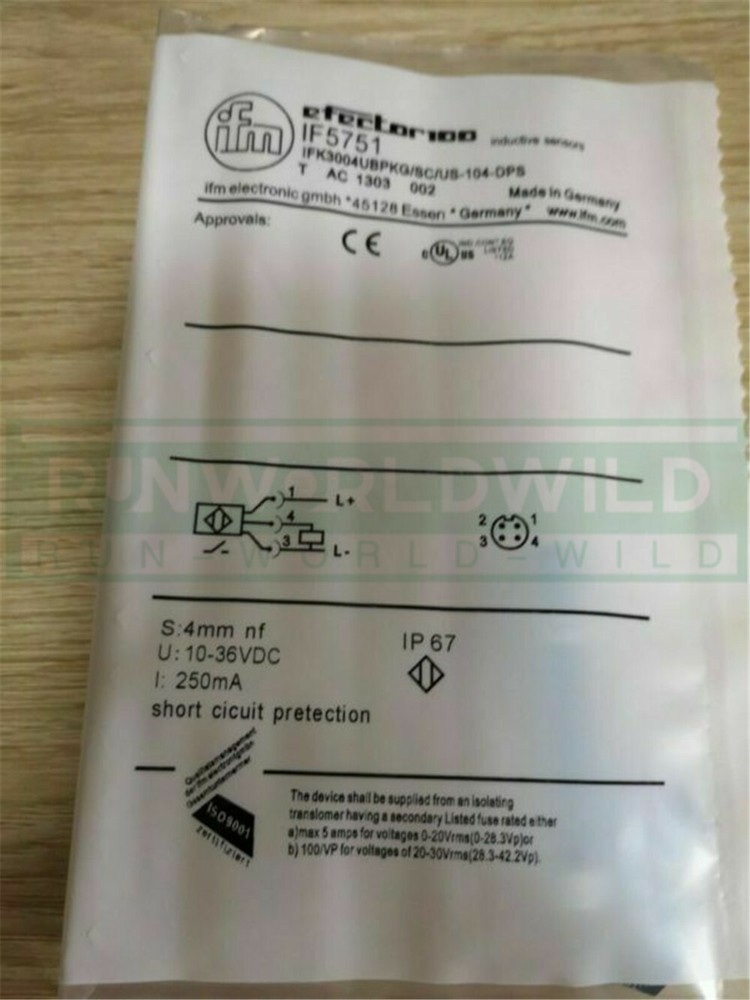 ifm
efector100 inductive sensors
IF5751
IFK3004UBPKG/SC/US-104-DPS
T AC 1303 002 Made in Germany
ifm electronic gmbh *45128 Essen * Germany * www.ifm.com
Approvals:
CE
c UL us
1
L+
4
3
L-
2 1
3 4
RUNWORLDWILD
RUN-WORLD-WILD
S:4mm nf
U: 10-36VDC
I: 250mA
short cicuit pretection
IP 67
Qualitätsmanagement
ISO9001
zertifiziert
The device shall be supplied from an isolating
translomer having a secondary Listed fuse rated either
a)max 5 amps for voltages 0-20Vrms(0-28.3Vp)or
b) 100/VP for voltages of 20-30Vrms(28.3-42.2Vp).